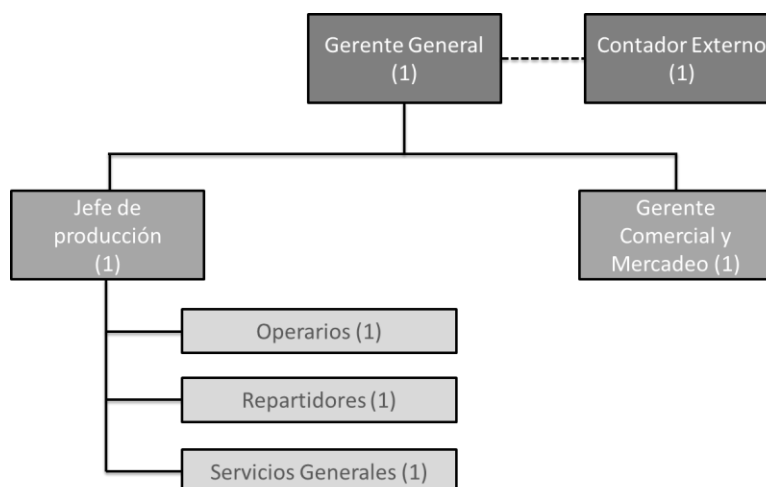 Gerente General
(1)
Contador Externo
(1)
Jefe de
producción
(1)
Gerente
Comercial y
Mercadeo (1)
Operarios (1)
Repartidores (1)
Servicios Generales (1)